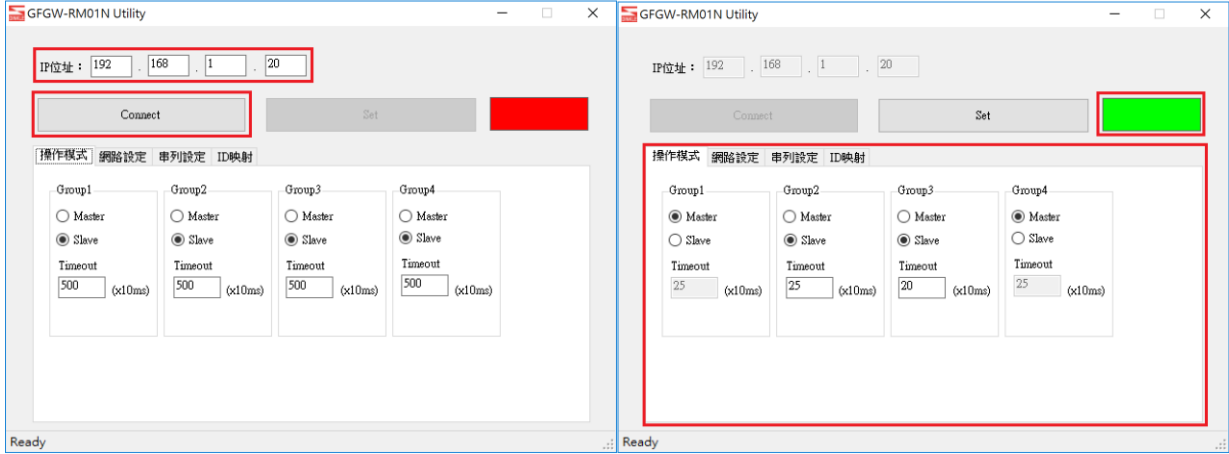 GFGW-RM01N Utility
IP位址： 192 . 168 . 1 . 20
Connect Set
操作模式 網路設定 串列設定 ID映射
Group1 Group2 Group3 Group4
Master Master Master Master
Slave Slave Slave Slave
Timeout Timeout Timeout Timeout
500 (x10ms) 500 (x10ms) 500 (x10ms) 500 (x10ms)
Ready
GFGW-RM01N Utility
IP位址： 192 . 168 . 1 . 20
Connect Set
操作模式 網路設定 串列設定 ID映射
Group1 Group2 Group3 Group4
Master Master Master Master
Slave Slave Slave Slave
Timeout Timeout Timeout Timeout
25 (x10ms) 25 (x10ms) 20 (x10ms) 25 (x10ms)
Ready